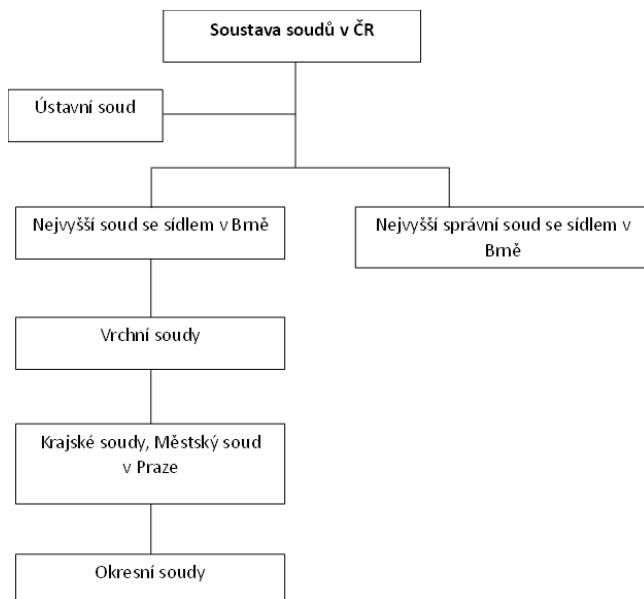 Soustava soudů v ČR
Ústavní soud
Nejvyšší soud se sídlem v Brně
Nejvyšší správní soud se sídlem v
Brně
Vrchní soudy
Krajské soudy, Městský soud
v Praze
Okresní soudy